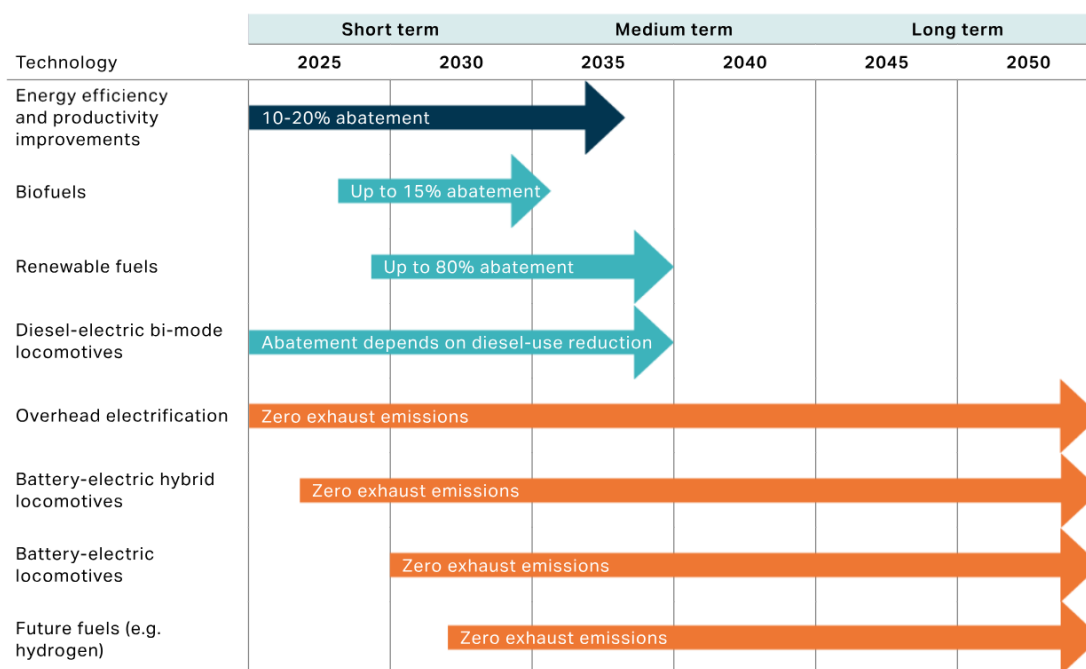 Short term Medium term Long term
Technology 2025 2030 2035 2040 2045 2050
Energy efficiency
and productivity
improvements
10-20% abatement
Biofuels
Up to 15% abatement
Renewable fuels
Up to 80% abatement
Diesel-electric bi-mode
locomotives
Abatement depends on diesel-use reduction
Overhead electrification
Zero exhaust emissions
Battery-electric hybrid
locomotives
Zero exhaust emissions
Battery-electric
locomotives
Zero exhaust emissions
Future fuels (e.g.
hydrogen)
Zero exhaust emissions